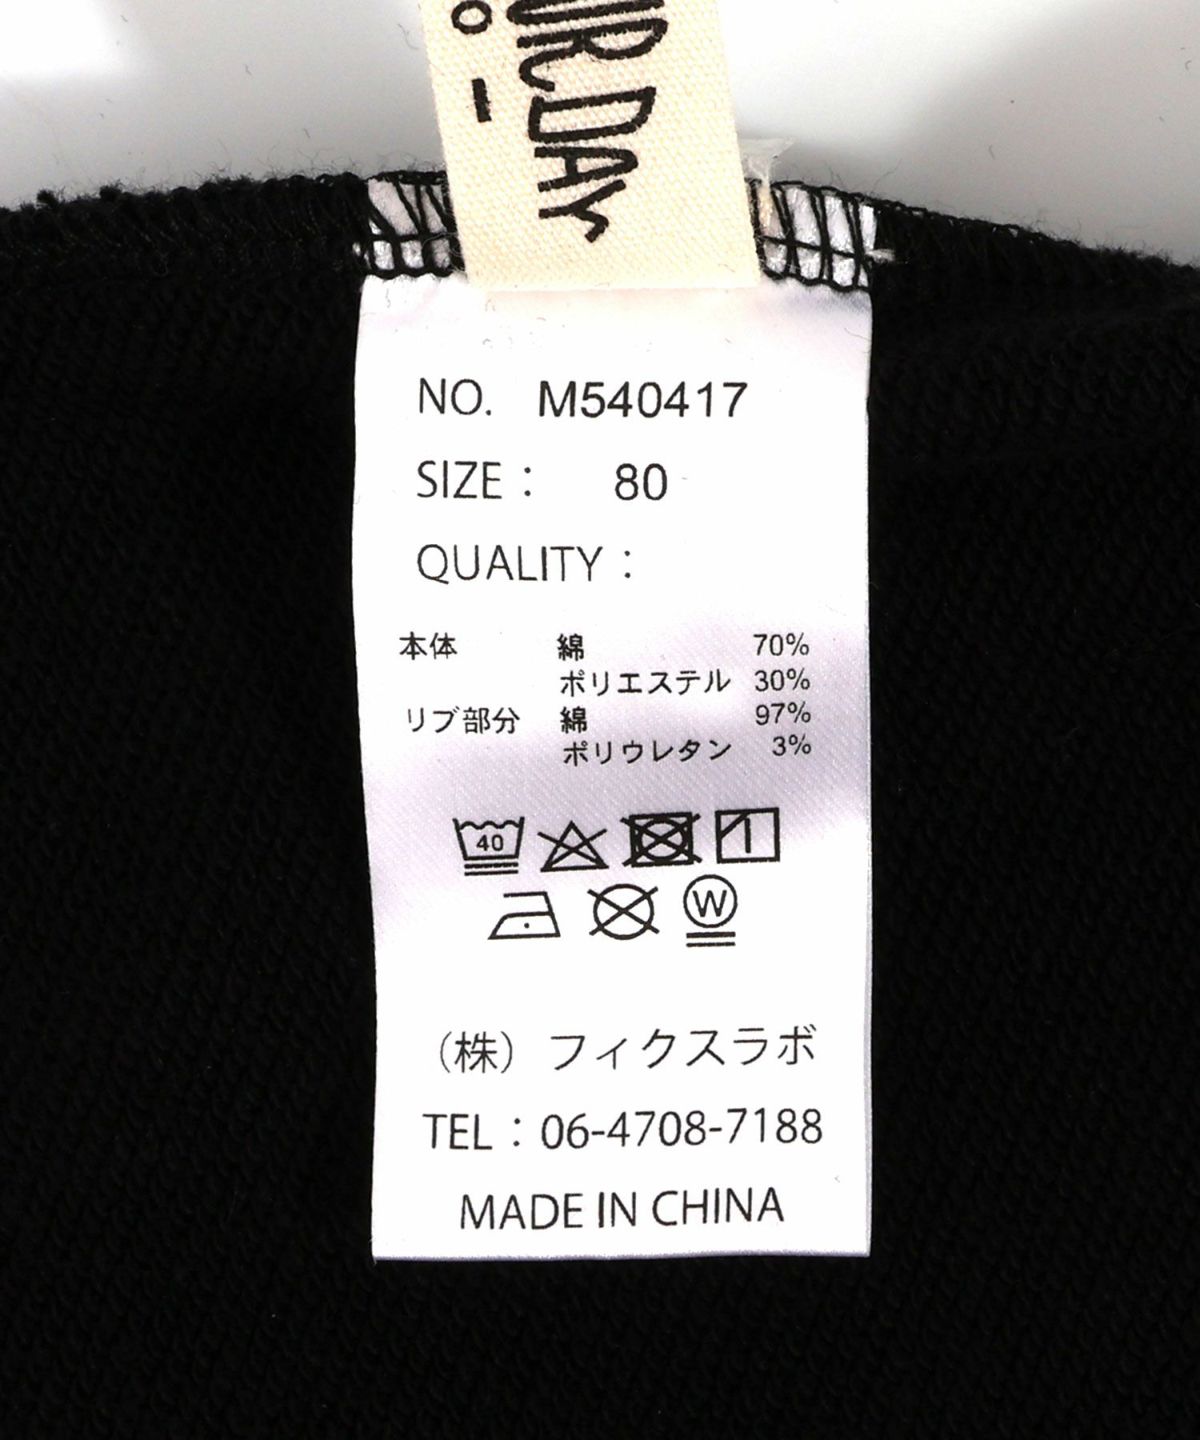 UR DAY
NO. M540417
SIZE : 80
QUALITY :
本体 綿 70%
ポリエステル 30%
リブ部分 綿 97%
ポリウレタン 3%
40
W
（株）フィクスラボ
TEL : 06-4708-7188
MADE IN CHINA